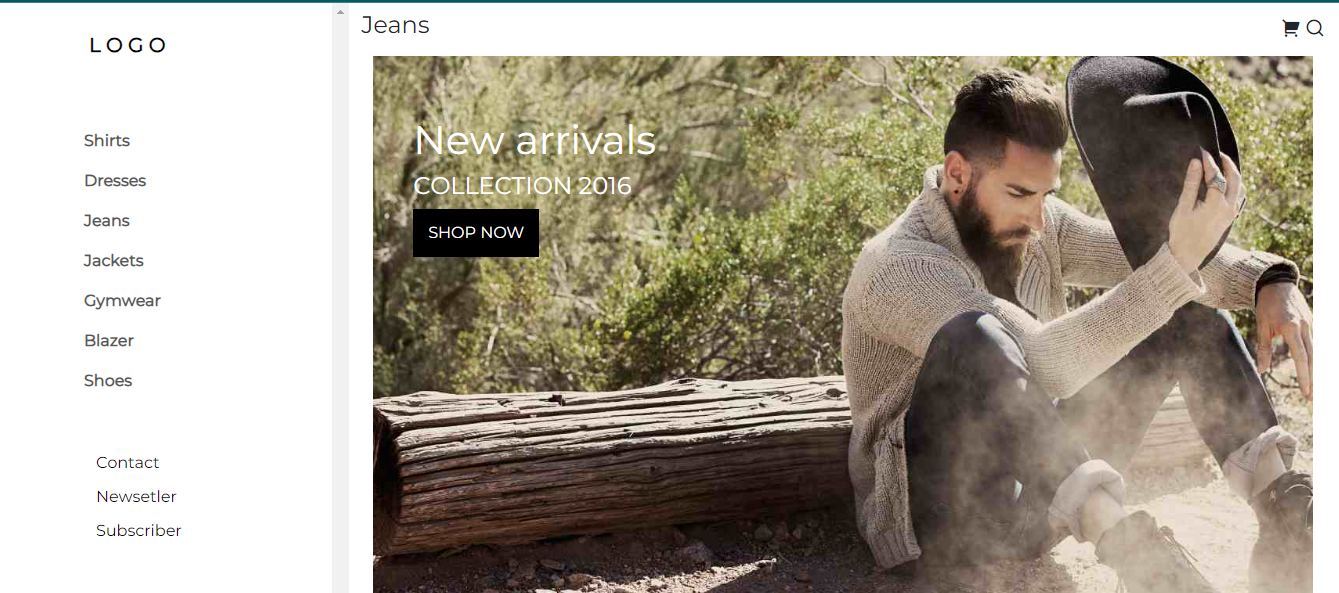 LOGO
Shirts
Dresses
Jeans
Jackets
Gymwear
Blazer
Shoes
Contact
Newsetler
Subscriber
Jeans
New arrivals
COLLECTION 2016
SHOP NOW